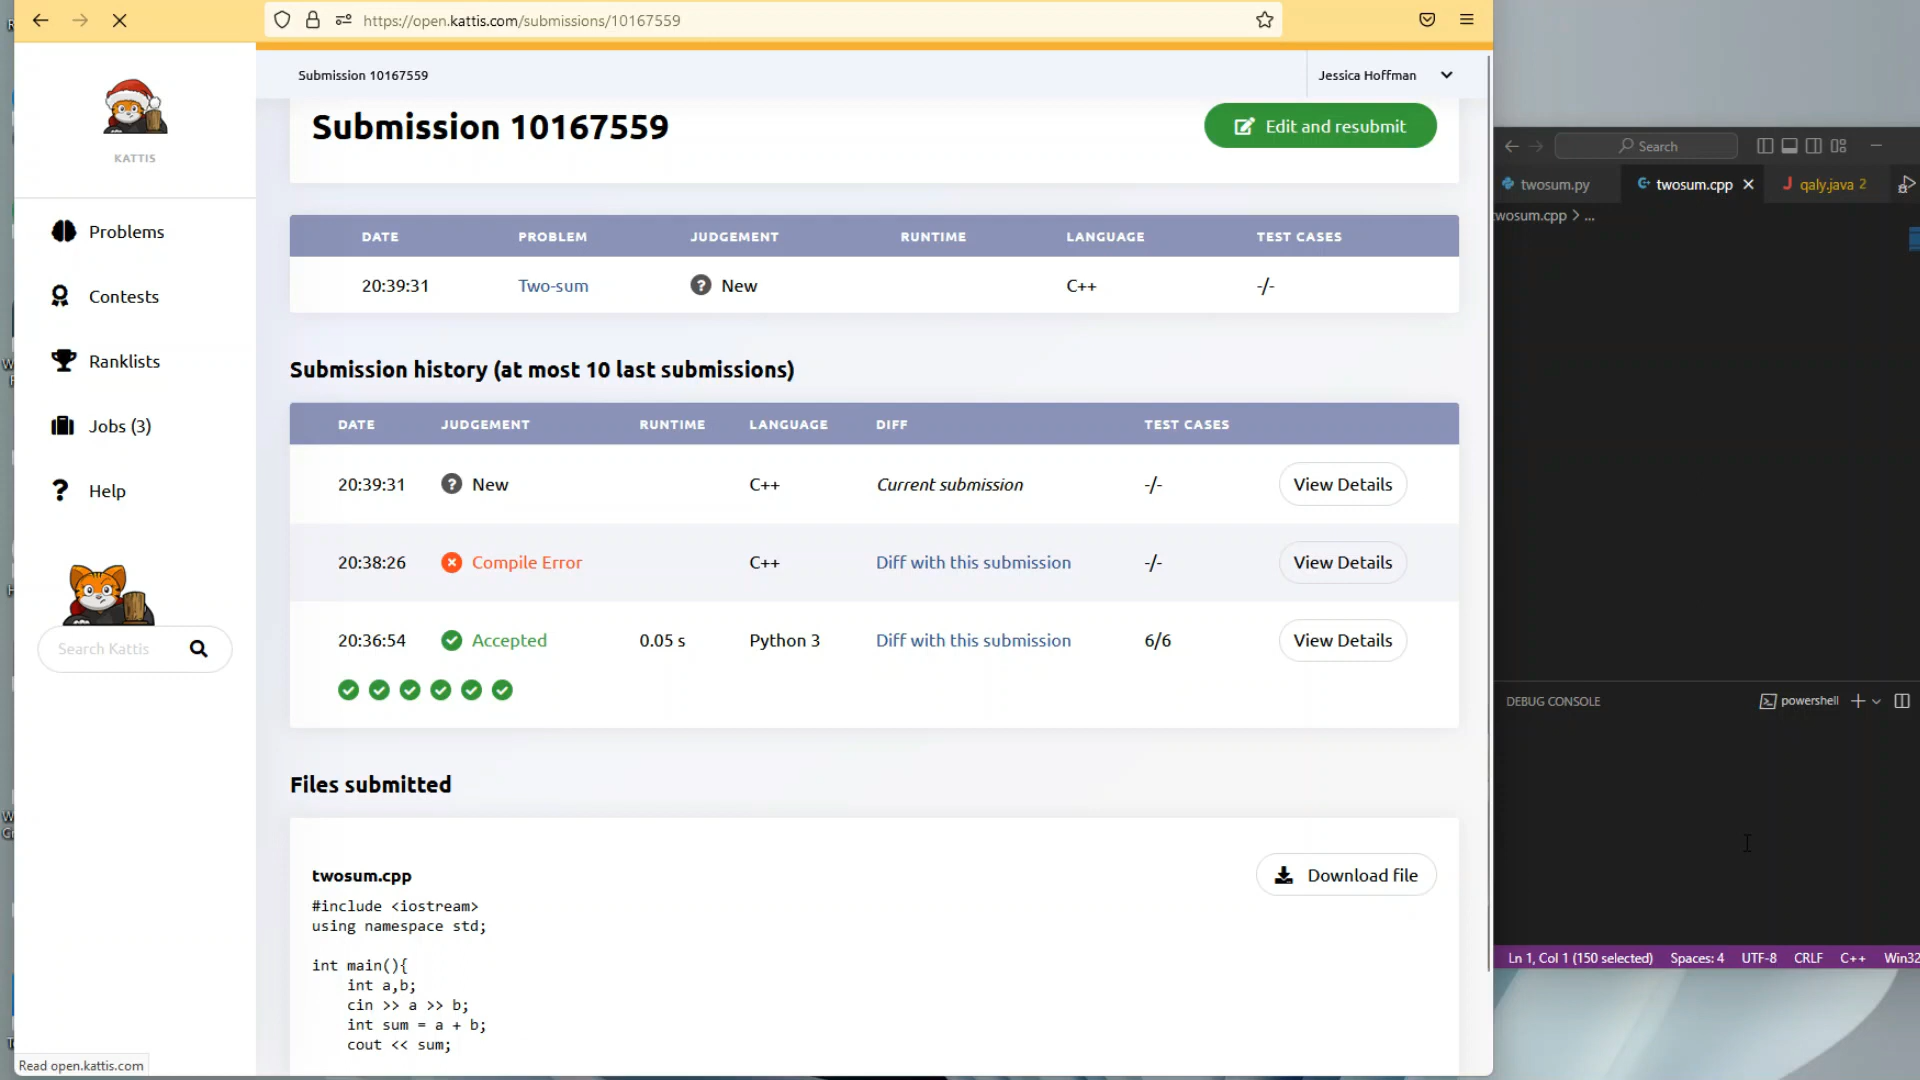 https://open.kattis.com/submissions/10167559
Submission 10167559
Jessica Hoffman
KATTIS
Submission 10167559
Edit and resubmit
Problems
Contests
Ranklists
Jobs (3)
Help
Search Kattis
DATE PROBLEM JUDGEMENT RUNTIME LANGUAGE TEST CASES
20:39:31 Two-sum New C++ -/-
Submission history (at most 10 last submissions)
DATE JUDGEMENT RUNTIME LANGUAGE DIFF TEST CASES
20:39:31 New C++ Current submission -/- View Details
20:38:26 Compile Error C++ Diff with this submission -/- View Details
20:36:54 Accepted 0.05 s Python 3 Diff with this submission 6/6 View Details
Files submitted
twosum.cpp
Download file
#include <iostream>
using namespace std;
int main(){
int a,b;
cin >> a >> b;
int sum = a + b;
cout << sum;
Read open.kattis.com
Search
twosum.py twosum.cpp qaly.java 2
wosum.cpp > ...
DEBUG CONSOLE
powershell
Ln 1, Col 1 (150 selected) Spaces: 4 UTF-8 CRLF C++ Win32